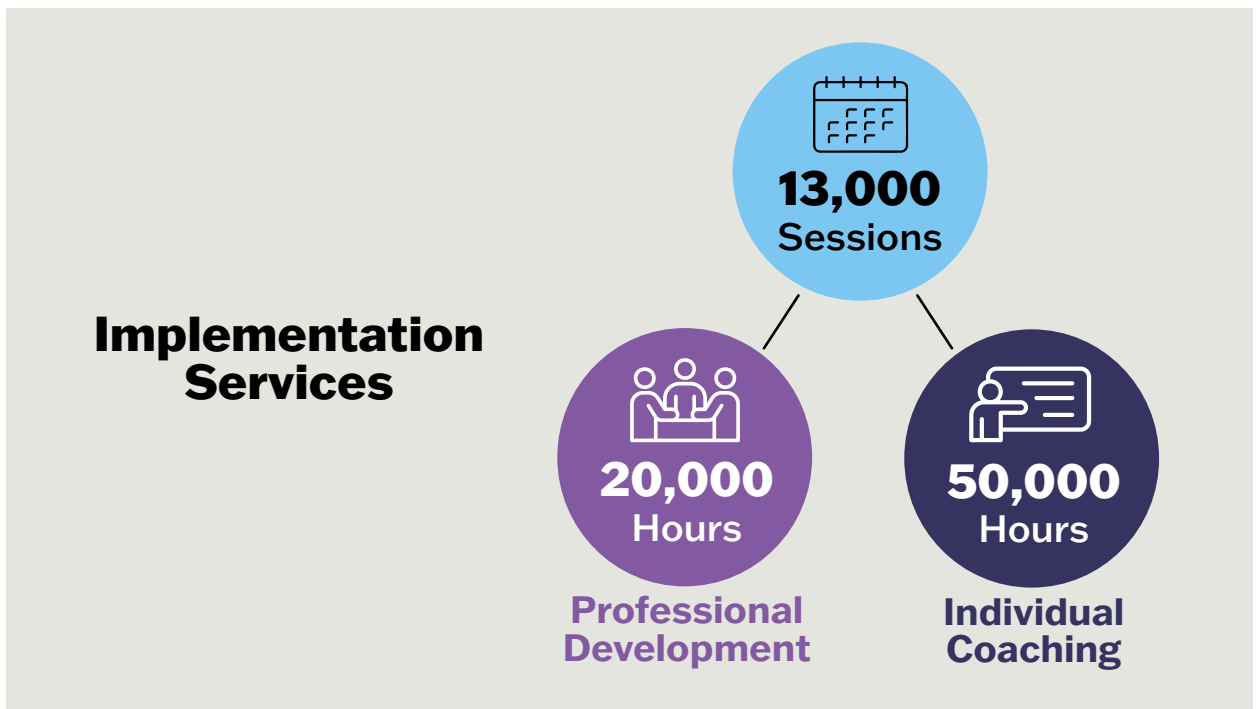 Implementation
Services
13,000
Sessions
20,000
Hours
Professional
Development
50,000
Hours
Individual
Coaching